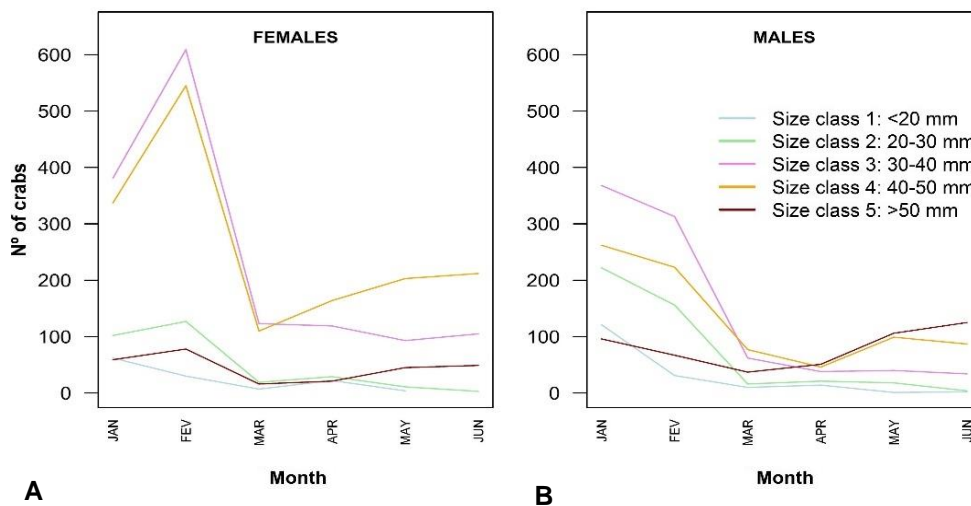 FEMALES
600
500
400
300
200
100
0
Nº of crabs
JAN
FEV
MAR
APR
MAY
JUN
Month
A
MALES
600
500
400
300
200
100
0
Size class 1: <20 mm
Size class 2: 20-30 mm
Size class 3: 30-40 mm
Size class 4: 40-50 mm
Size class 5: >50 mm
JAN
FEV
MAR
APR
MAY
JUN
Month
B